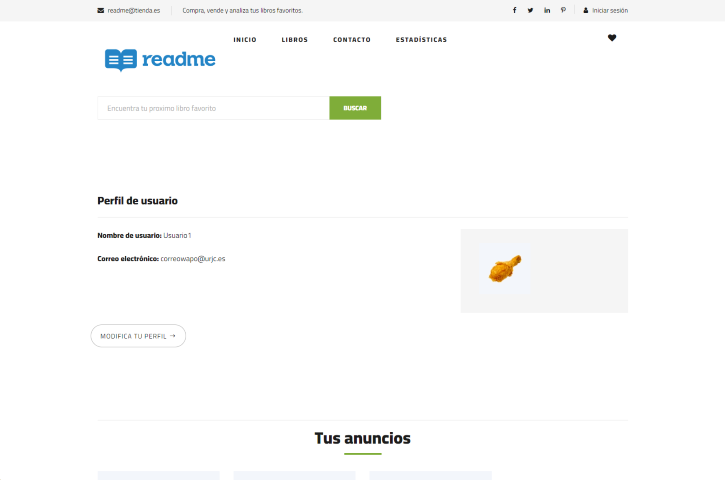 readme@tienda.es Compra, vende y analiza tus libros favoritos. Iniciar sesión
INICIO LIBROS CONTACTO ESTADÍSTICAS
readme
Encuentra tu proximo libro favorito BUSCAR
Perfil de usuario
Nombre de usuario: Usuario1
Correo electrónico: correowapo@urjc.es
MODIFICA TU PERFIL →
Tus anuncios